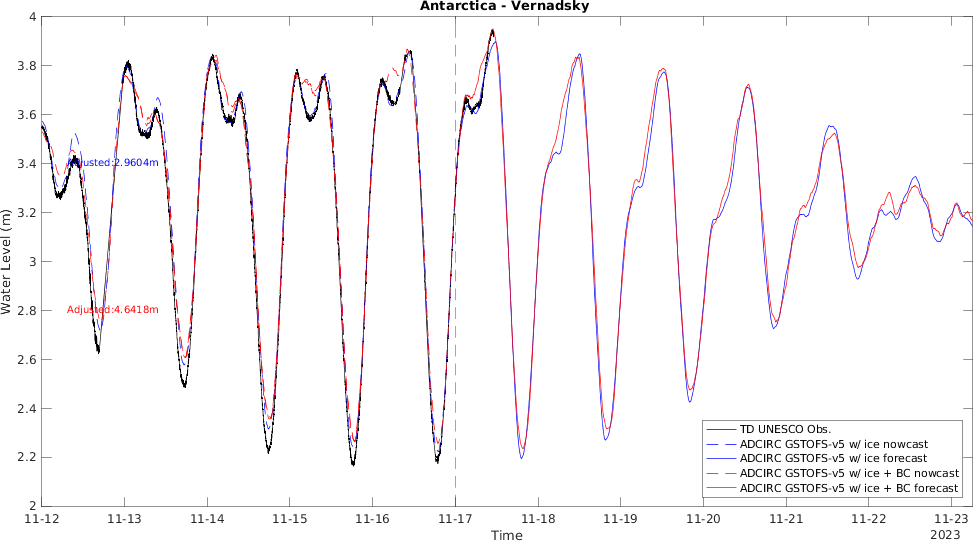 Antarctica - Vernadsky
4
3.8
3.6
3.4
3.2
3
2.8
2.6
2.4
2.2
2
Water Level (m)
Adjusted:2.9604m
Adjusted:4.6418m
TD UNESCO Obs.
ADCIRC GSTOFS-v5 w/ ice nowcast
ADCIRC GSTOFS-v5 w/ ice forecast
ADCIRC GSTOFS-v5 w/ ice + BC nowcast
ADCIRC GSTOFS-v5 w/ ice + BC forecast
11-12 11-13 11-14 11-15 11-16 11-17 11-18 11-19 11-20 11-21 11-22 11-23
Time
2023